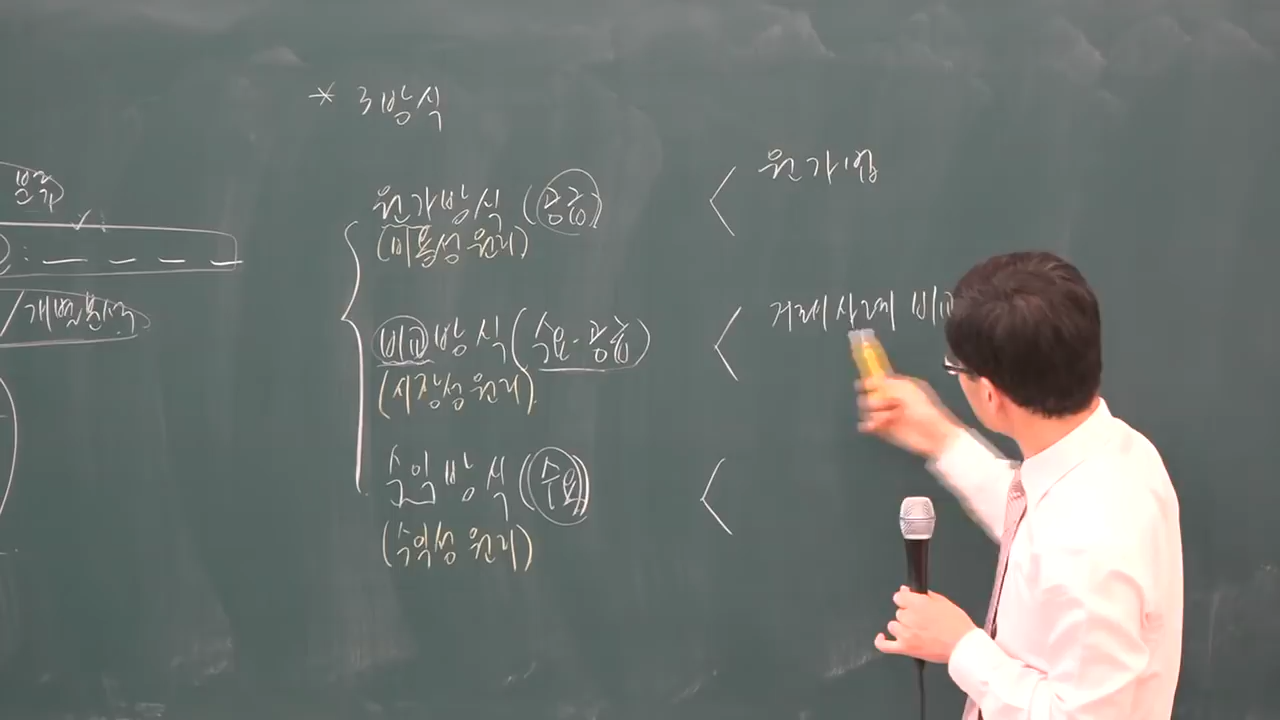 * 3방식
원가방식 (공급)
(비용성 원리)
비교방식 (수요·공급)
(시장성 원리)
수익방식 (수요)
(수익성 원리)
원가법
거래사례비교